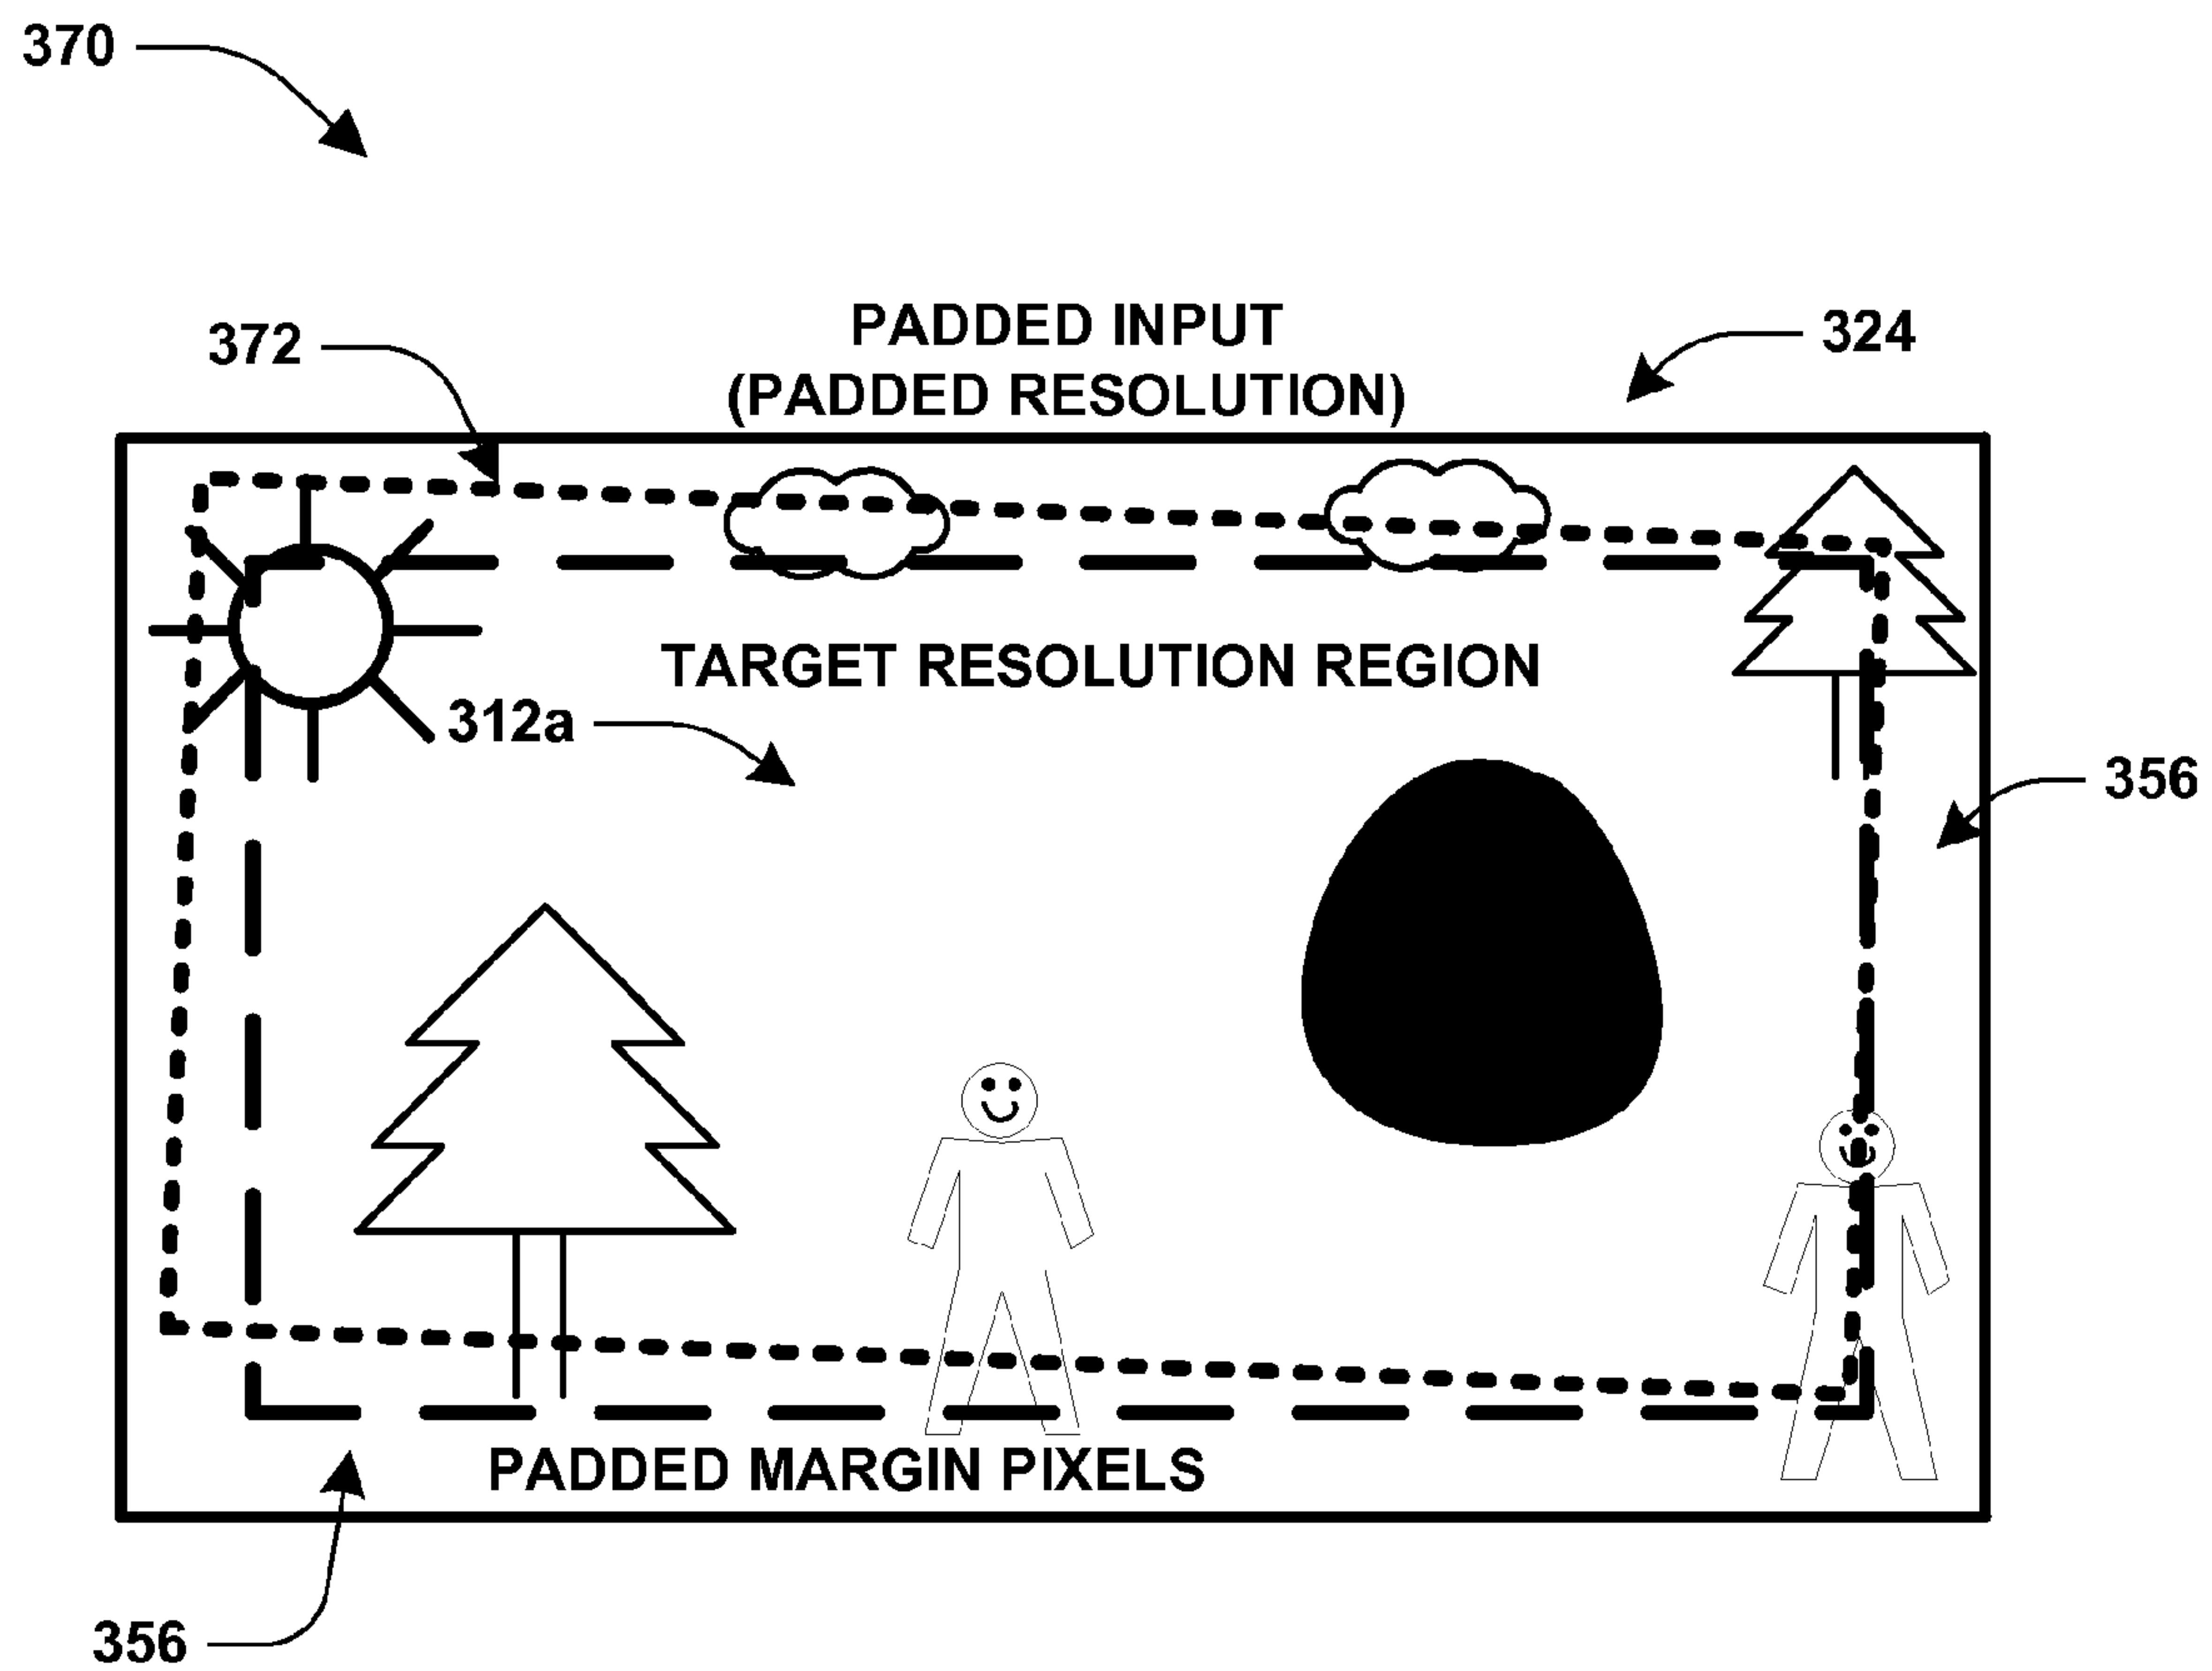 370
372
PADDED INPUT
(PADDED RESOLUTION)
324
TARGET RESOLUTION REGION
312a
356
PADDED MARGIN PIXELS
356